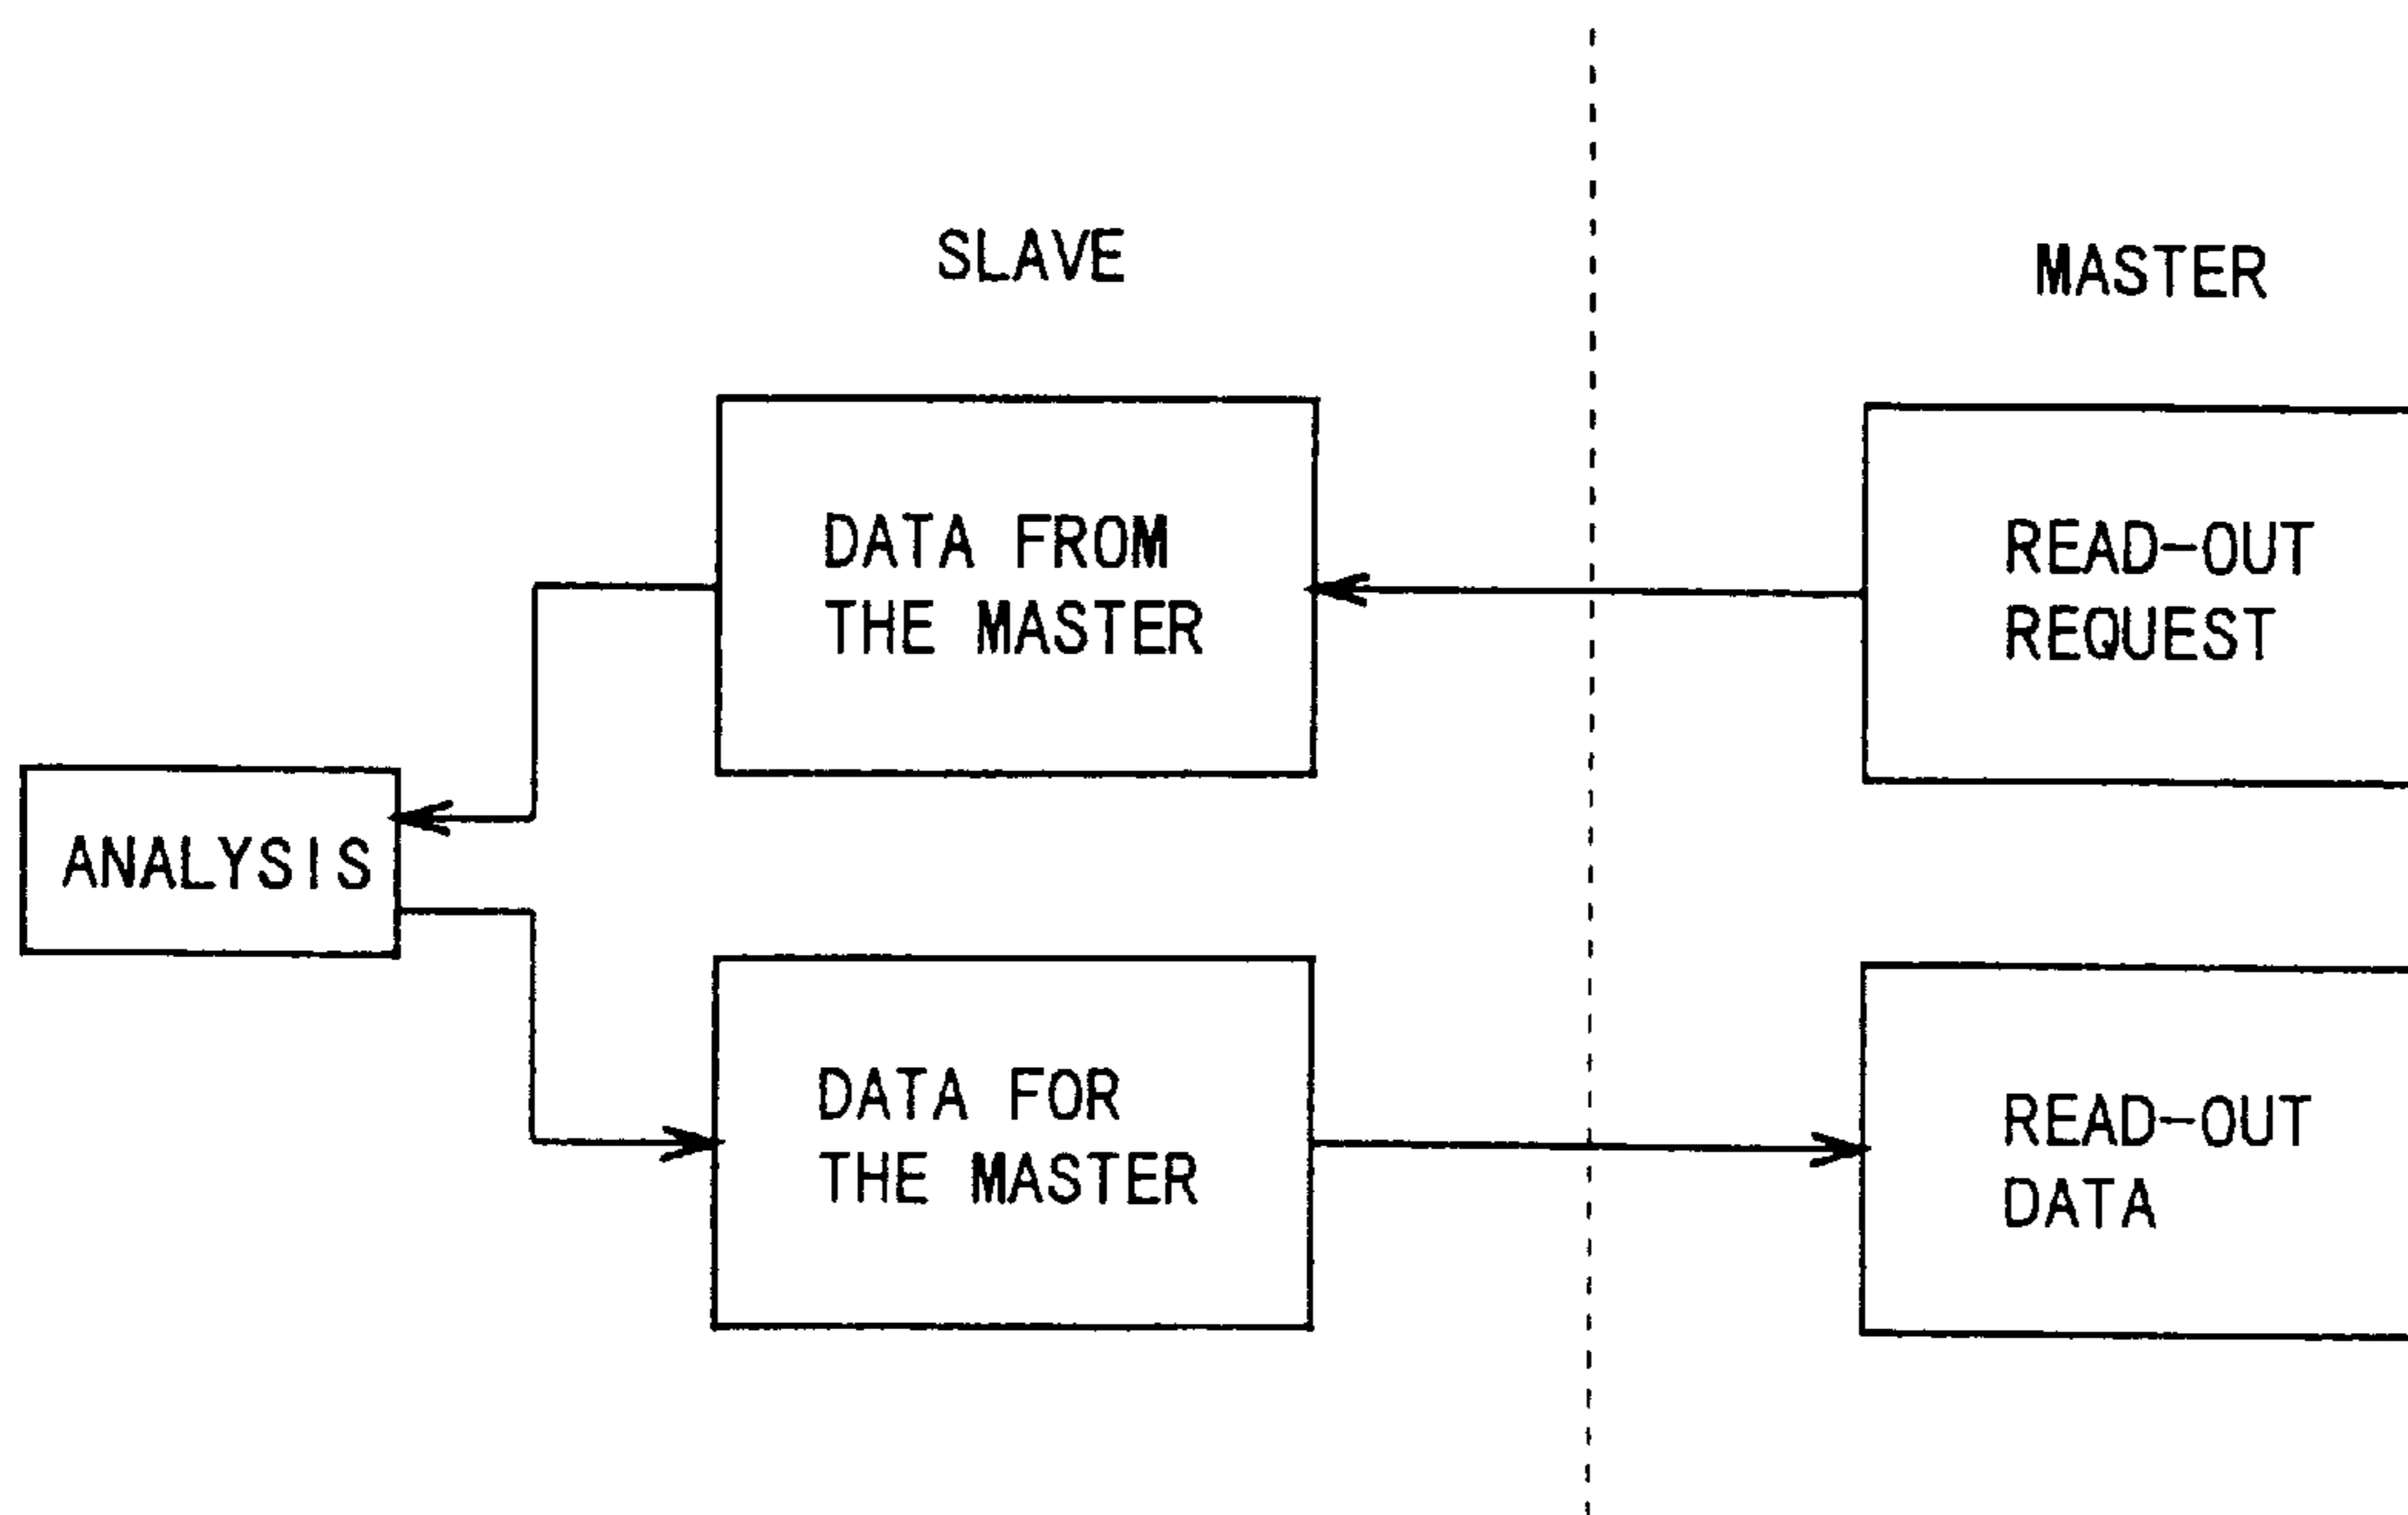 SLAVE
MASTER
DATA FROM
THE MASTER
READ-OUT
REQUEST
ANALYSIS
DATA FOR
THE MASTER
READ-OUT
DATA